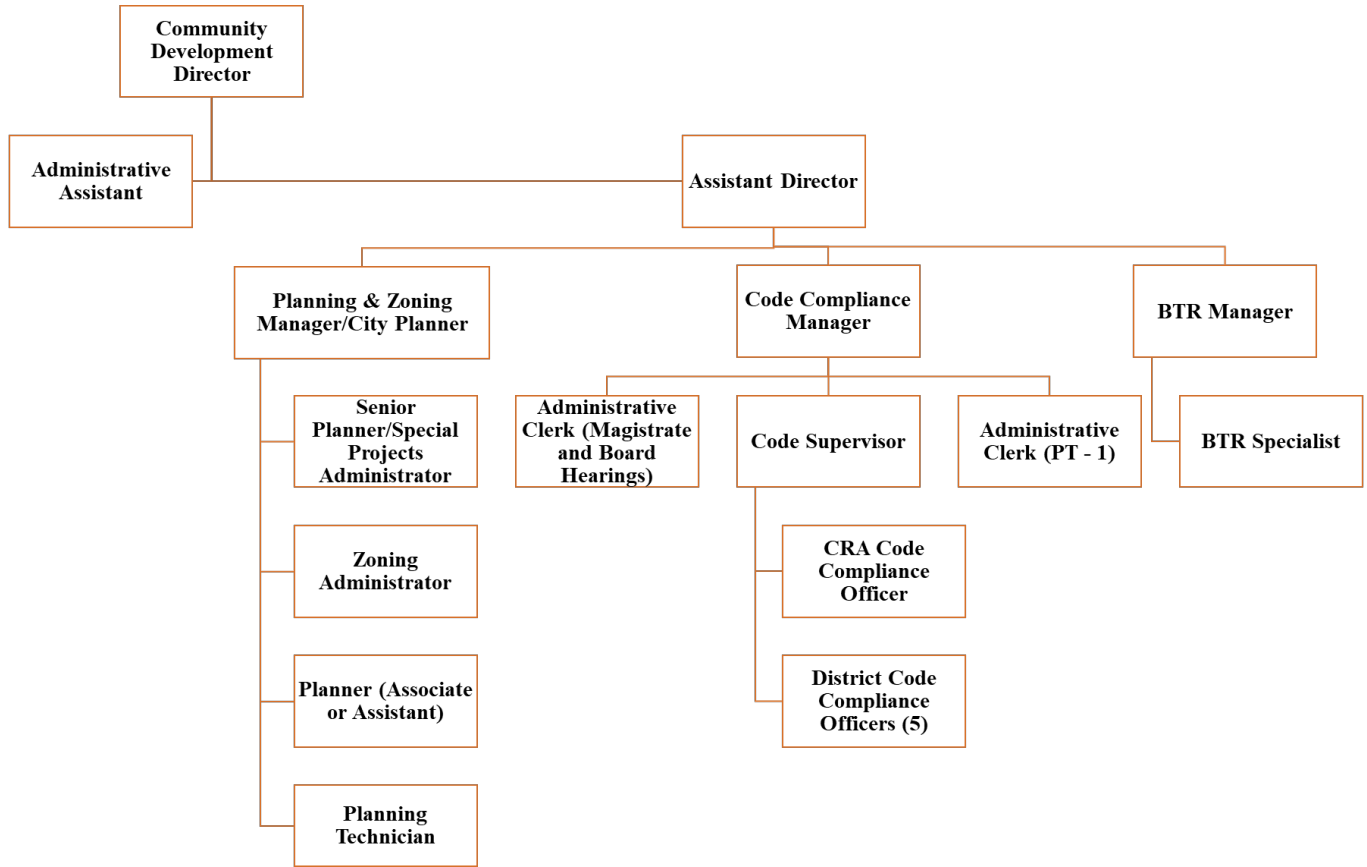 Community
Development
Director
Administrative
Assistant
Assistant Director
Planning & Zoning
Manager/City Planner
Code Compliance
Manager
BTR Manager
Senior
Planner/Special
Projects
Administrator
Administrative
Clerk (Magistrate
and Board
Hearings)
Code Supervisor
Administrative
Clerk (PT - 1)
BTR Specialist
Zoning
Administrator
CRA Code
Compliance
Officer
Planner (Associate
or Assistant)
District Code
Compliance
Officers (5)
Planning
Technician